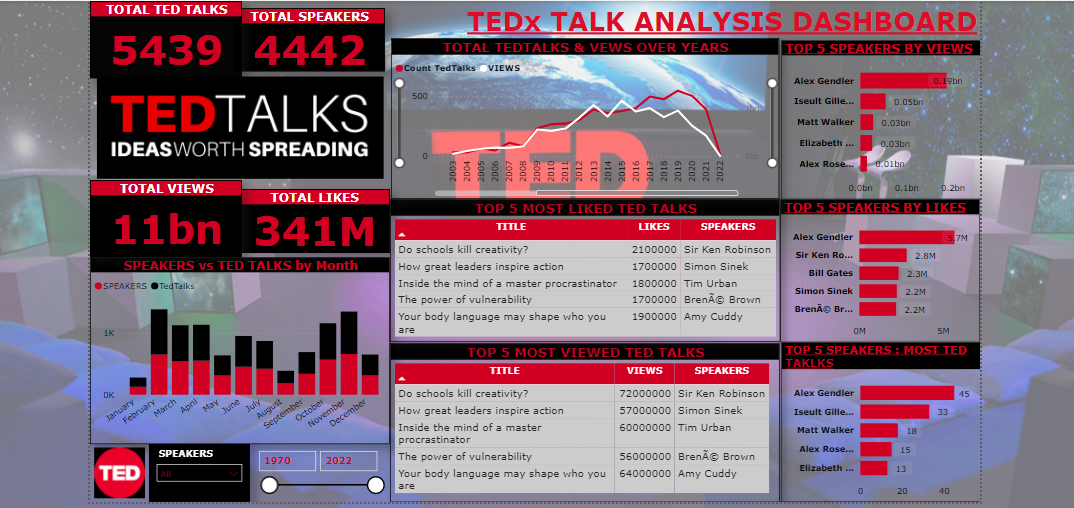 TEDx TALK ANALYSIS DASHBOARD
TOTAL TED TALKS
5439
TOTAL SPEAKERS
4442
TEDTALKS
IDEASWORTH SPREADING
TOTAL VIEWS
11bn
TOTAL LIKES
341M
SPEAKERS vs TED TALKS by Month
SPEAKERS TedTalks
1K
0K
January February March April May June July August September October November December
TED
SPEAKERS
All
1970 2022
TOTAL TEDTALKS & VEWS OVER YEARS
Count TedTalks VIEWS
500
0
0bn
2003 2004 2005 2006 2007 2008 2009 2010 2011 2012 2013 2014 2015 2016 2017 2018 2019 2020 2021 2022
TED
TOP 5 MOST LIKED TED TALKS
TITLE LIKES SPEAKERS
Do schools kill creativity? 2100000 Sir Ken Robinson
How great leaders inspire action 1700000 Simon Sinek
Inside the mind of a master procrastinator 1800000 Tim Urban
The power of vulnerability 1700000 BrenÃ© Brown
Your body language may shape who you 1900000 Amy Cuddy
are
TOP 5 MOST VIEWED TED TALKS
TITLE VIEWS SPEAKERS
Do schools kill creativity? 72000000 Sir Ken Robinson
How great leaders inspire action 57000000 Simon Sinek
Inside the mind of a master 60000000 Tim Urban
procrastinator
The power of vulnerability 56000000 BrenÃ© Brown
Your body language may shape who you 64000000 Amy Cuddy
are
TOP 5 SPEAKERS BY VIEWS
Alex Gendler 0.19bn
Iseult Gille... 0.05bn
Matt Walker 0.03bn
Elizabeth ... 0.03bn
Alex Rose... 0.01bn
0.0bn 0.1bn 0.2bn
TOP 5 SPEAKERS BY LIKES
Alex Gendler 5.7M
Sir Ken Ro... 2.8M
Bill Gates 2.3M
Simon Sinek 2.2M
BrenÃ© Br... 2.2M
0M 5M
TOP 5 SPEAKERS : MOST TED
TAKLKS
Alex Gendler 45
Iseult Gille... 33
Matt Walker 18
Alex Rose... 15
Elizabeth ... 13
0 20 40